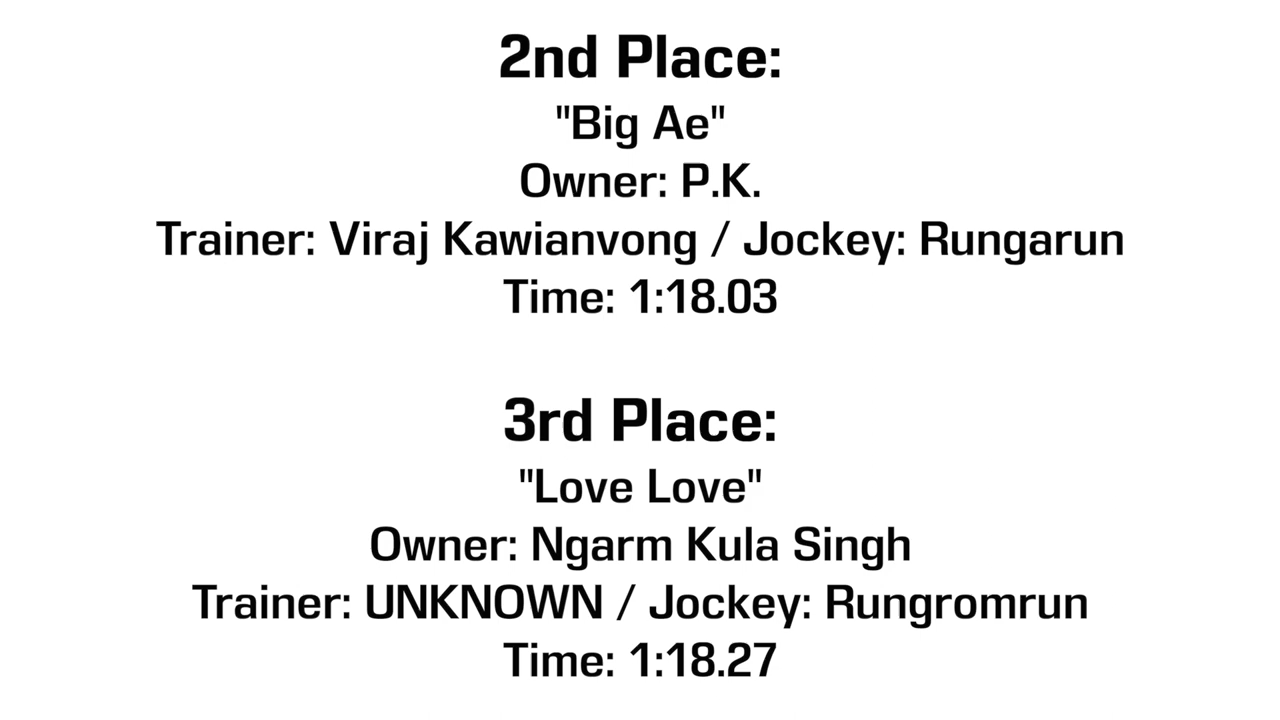 2nd Place:
"Big Ae"
Owner: P.K.
Trainer: Viraj Kawianvong / Jockey: Rungarun
Time: 1:18.03
3rd Place:
"Love Love"
Owner: Ngarm Kula Singh
Trainer: UNKNOWN / Jockey: Rungromrun
Time: 1:18.27